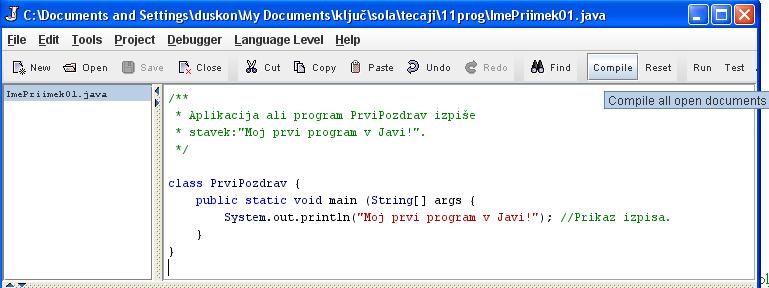 C:\Documents and Settings\duskon\My Documents\ključ\sola\tecaji\11prog\ImePriimek01.java
File Edit Tools Project Debugger Language Level Help
New Open Save Close Cut Copy Paste Undo Redo Find Compile Reset Run Test
Compile all open documents
ImePriimek01.java
/**
* Aplikacija ali program PrviPozdrav izpiše
* stavek:"Moj prvi program v Javi!".
*/
class PrviPozdrav {
public static void main (String[] args {
System.out.println("Moj prvi program v Javi!"); //Prikaz izpisa.
}
}